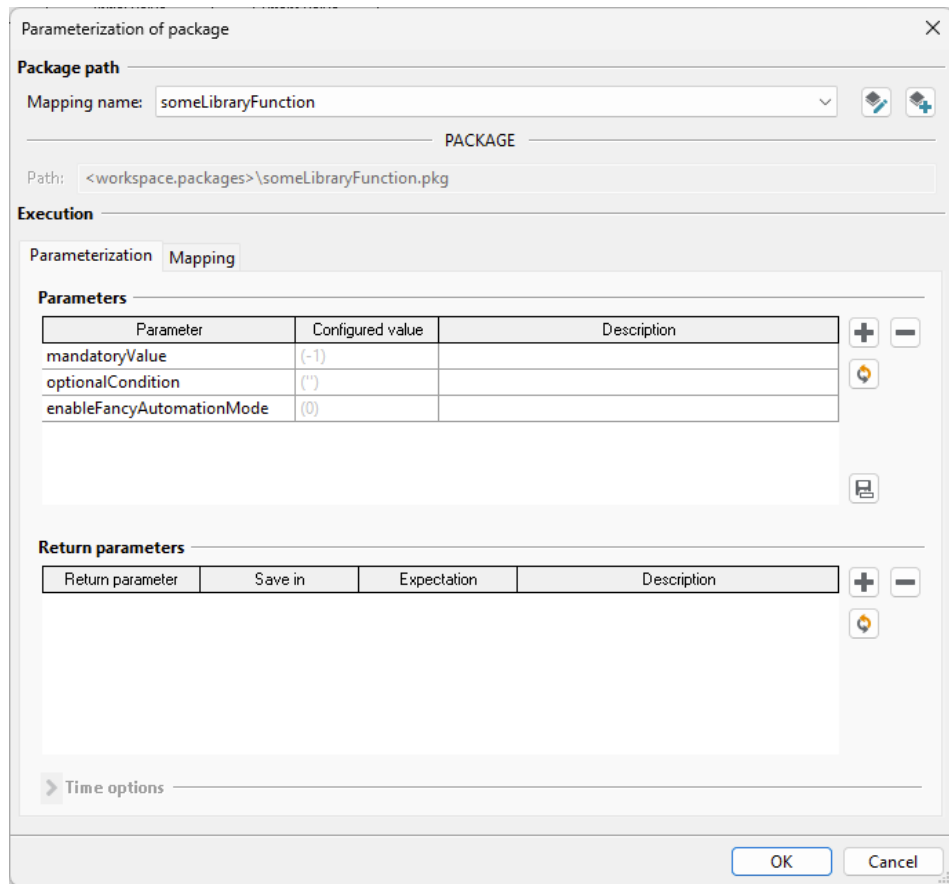 Parameterization of package
Package path
Mapping name: someLibraryFunction
PACKAGE
Path: <workspace.packages>\someLibraryFunction.pkg
Execution
Parameterization Mapping
Parameters
Parameter Configured value Description
mandatoryValue (-1)
optionalCondition ('')
enableFancyAutomationMode (0)
Return parameters
Return parameter Save in Expectation Description
Time options
OK Cancel